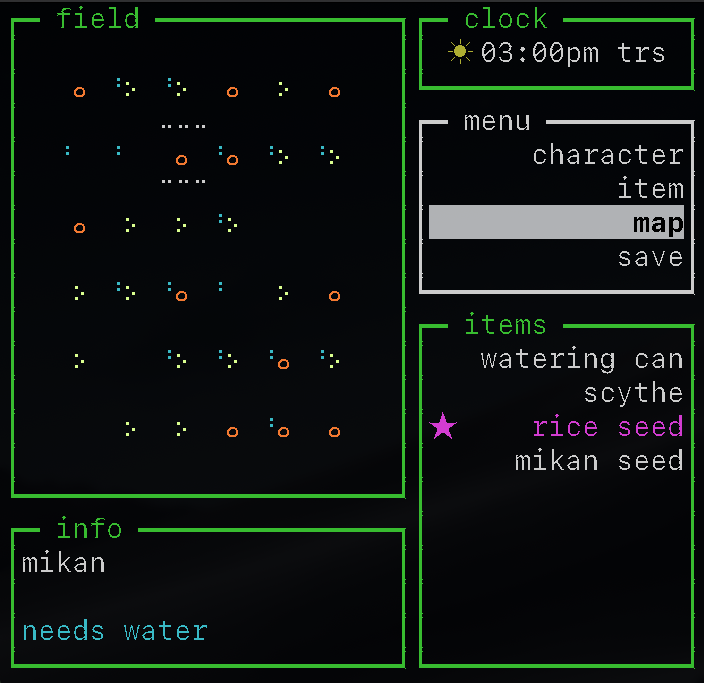 field
clock
03:00pm trs
menu
character
item
map
save
items
watering can
scythe
rice seed
mikan seed
info
mikan
needs water